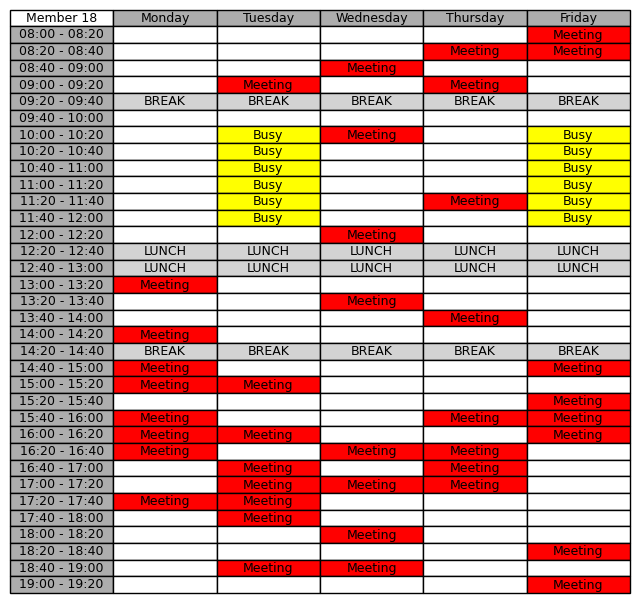 Member 18 Monday Tuesday Wednesday Thursday Friday
08:00 - 08:20 Meeting
08:20 - 08:40 Meeting Meeting
08:40 - 09:00 Meeting
09:00 - 09:20 Meeting Meeting
09:20 - 09:40 BREAK BREAK BREAK BREAK BREAK
09:40 - 10:00
10:00 - 10:20 Busy Meeting Busy
10:20 - 10:40 Busy Busy
10:40 - 11:00 Busy Busy
11:00 - 11:20 Busy Busy
11:20 - 11:40 Busy Meeting Busy
11:40 - 12:00 Busy Busy
12:00 - 12:20 Meeting
12:20 - 12:40 LUNCH LUNCH LUNCH LUNCH LUNCH
12:40 - 13:00 LUNCH LUNCH LUNCH LUNCH LUNCH
13:00 - 13:20 Meeting
13:20 - 13:40 Meeting
13:40 - 14:00 Meeting
14:00 - 14:20 Meeting
14:20 - 14:40 BREAK BREAK BREAK BREAK BREAK
14:40 - 15:00 Meeting Meeting
15:00 - 15:20 Meeting Meeting
15:20 - 15:40 Meeting
15:40 - 16:00 Meeting Meeting Meeting
16:00 - 16:20 Meeting Meeting Meeting
16:20 - 16:40 Meeting Meeting Meeting
16:40 - 17:00 Meeting Meeting
17:00 - 17:20 Meeting Meeting Meeting
17:20 - 17:40 Meeting Meeting
17:40 - 18:00 Meeting
18:00 - 18:20 Meeting
18:20 - 18:40 Meeting
18:40 - 19:00 Meeting Meeting
19:00 - 19:20 Meeting